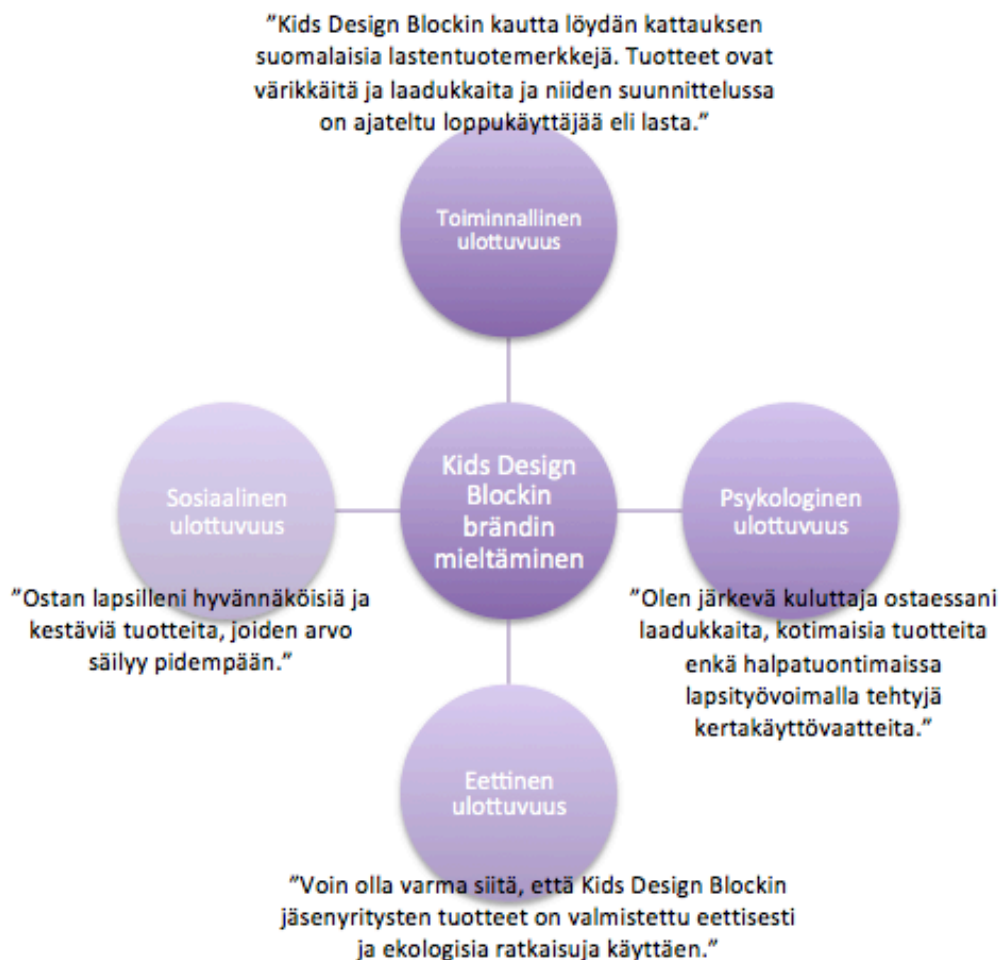 ”Kids Design Blockin kautta löydän kattauksen
suomalaisia lastentuotemerkkejä. Tuotteet ovat
värikkäitä ja laadukkaita ja niiden suunnittelussa
on ajateltu loppukäyttäjää eli lasta.”
Toiminnallinen
ulottuvuus
Sosiaalinen
ulottuvuus
Kids Design
Blockin
brändin
mieltäminen
Psykologinen
ulottuvuus
”Ostan lapsilleni hyvännäköisiä ja
kestäviä tuotteita, joiden arvo
säilyy pidempään.”
”Olen järkevä kuluttaja ostaessani
laadukkaita, kotimaisia tuotteita
enkä halpatuontimaissa
lapsityövoimalla tehtyjä
kertakäyttövaatteita.”
Eettinen
ulottuvuus
”Voin olla varma siitä, että Kids Design Blockin
jäsenyritysten tuotteet on valmistettu eettisesti
ja ekologisia ratkaisuja käyttäen.”